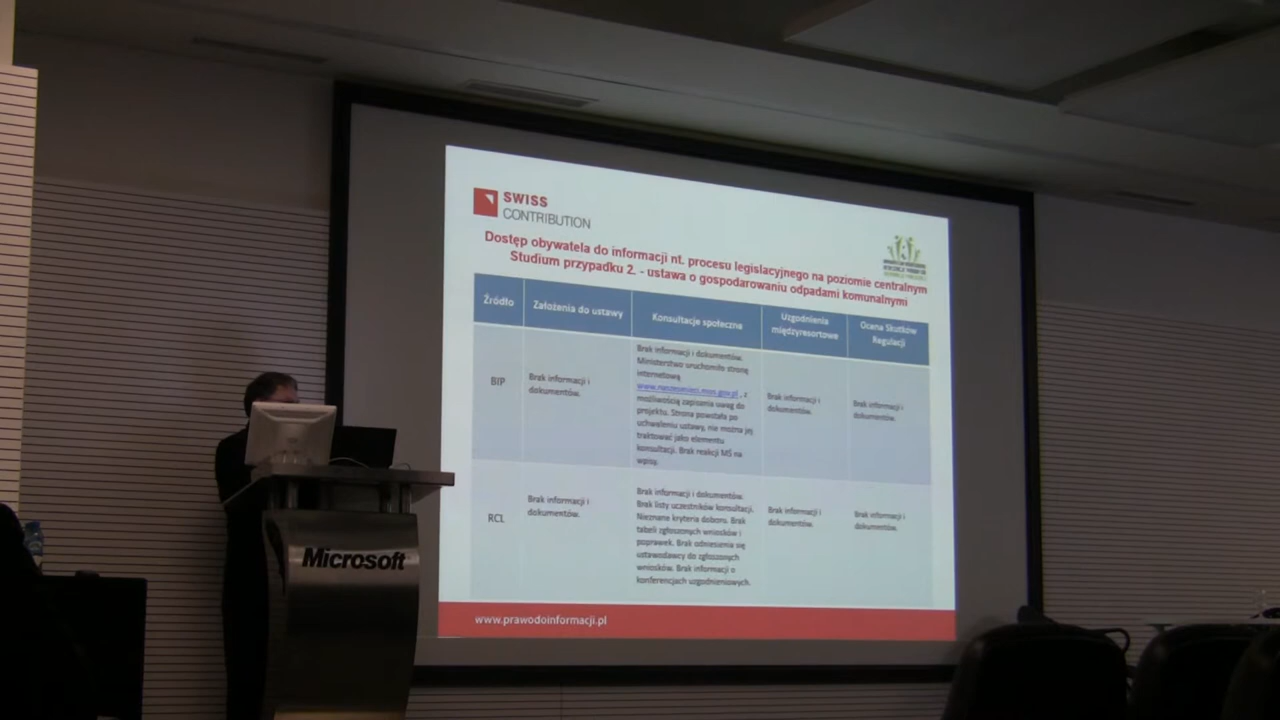 SWISS
CONTRIBUTION
Dostęp obywatela do informacji nt. procesu legislacyjnego na poziomie centralnym
Studium przypadku 2. - ustawa o gospodarowaniu odpadami komunalnymi
Źródło
Założenia do ustawy
Konsultacje społeczne
Uzgodnienia
międzyresortowe
Ocena Skutków
Regulacji
BIP
Brak informacji i
dokumentów.
Brak informacji i dokumentów.
Ministerstwo uruchomiło stronę
internetową
www.naszesmieci.mos.gov.pl , z
możliwością zapisania uwag do
projektu. Strona powstała po
uchwaleniu ustawy, nie można jej
traktować jako elementu
konsultacji. Brak reakcji MŚ na
wpisy.
Brak informacji i
dokumentów.
Brak informacji i
dokumentów.
RCL
Brak informacji i
dokumentów.
Brak informacji i dokumentów.
Brak listy uczestników konsultacji.
Nieznane kryteria doboru. Brak
tabeli zgłoszonych wniosków i
poprawek. Brak odniesienia się
ustawodawcy do zgłoszonych
wniosków. Brak informacji o
konferencjach uzgodnieniowych.
Brak informacji i
dokumentów.
Brak informacji i
dokumentów.
www.prawodoinformacji.pl
Microsoft